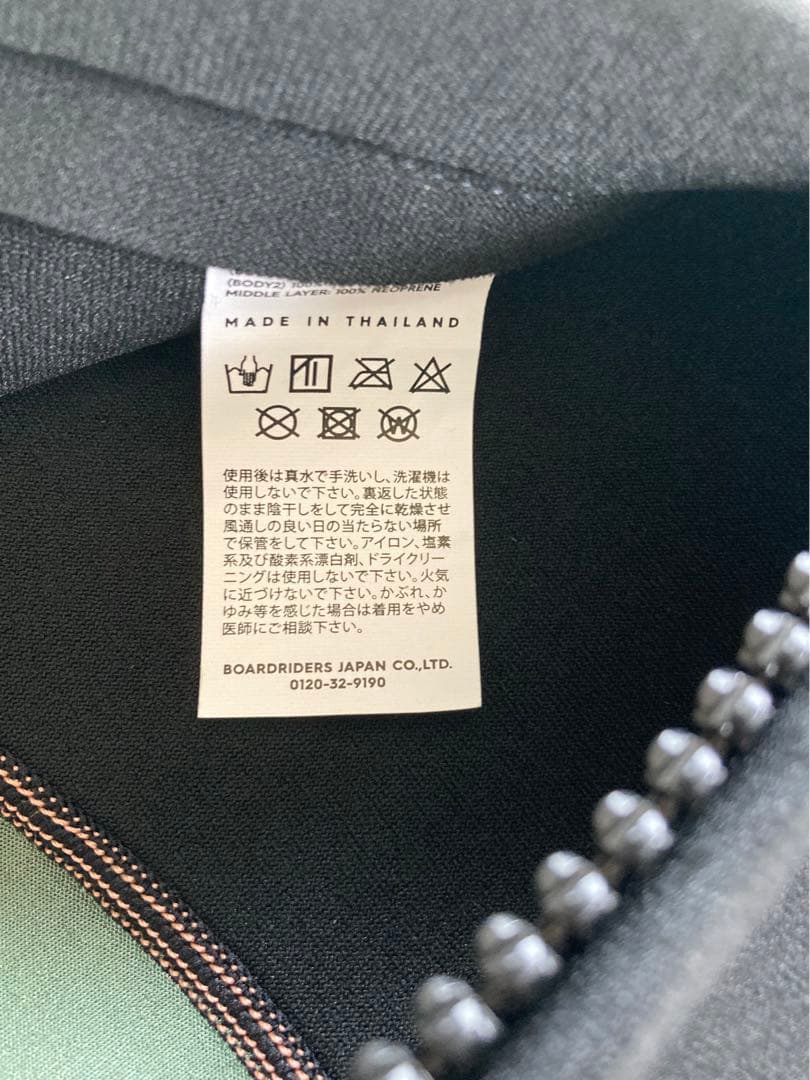 (BODY2) 100%
MIDDLE LAYER: 100% NEOPRENE
MADE IN THAILAND
使用後は真水で手洗いし、洗濯機は
使用しないで下さい。裏返した状態
のまま陰干しをして完全に乾燥させ
風通しの良い日の当たらない場所
で保管をして下さい。アイロン、塩素
系及び酸素系漂白剤、ドライクリー
ニングは使用しないで下さい。火気
に近づけないで下さい。かぶれ、か
ゆみ等を感じた場合は着用をやめ
医師にご相談下さい。
BOARDRIDERS JAPAN CO.,LTD.
0120-32-9190